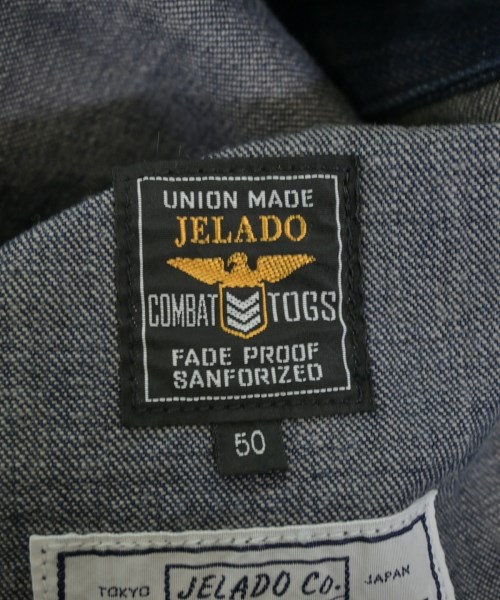 UNION MADE
JELADO
COMBAT TOGS
FADE PROOF
SANFORIZED
50
TOKYO JELADO CO. JAPAN